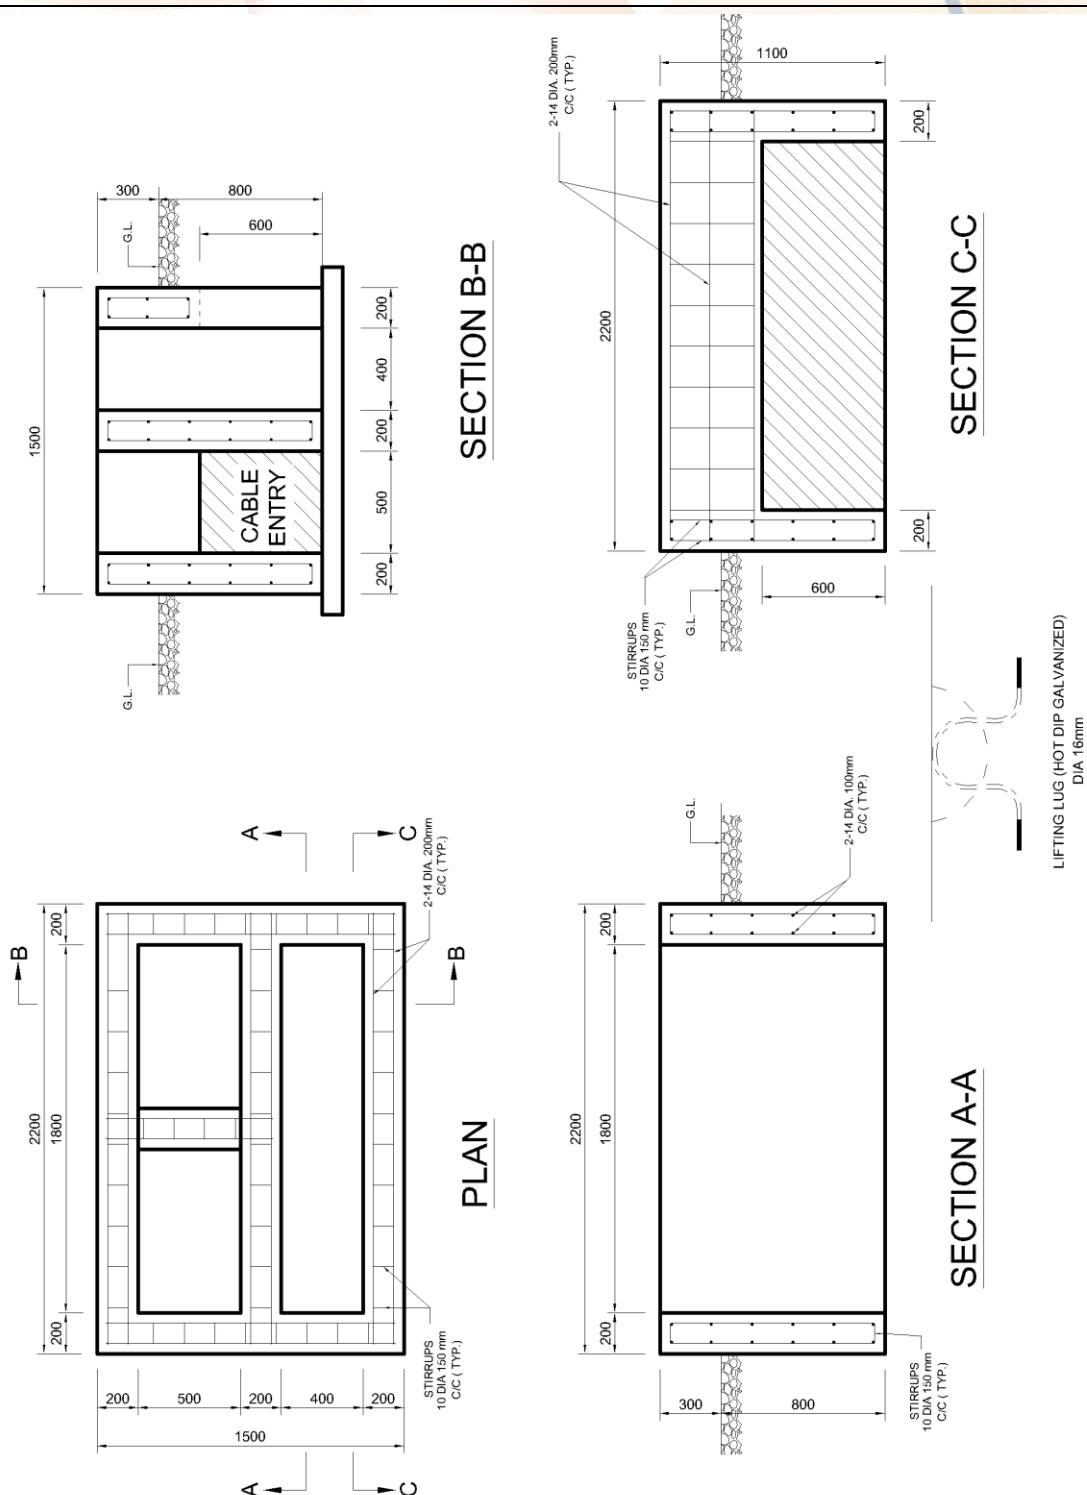 300
800
600
G.L.
G.L.
1500
200
400
200
500
200
CABLE
ENTRY
SECTION B-B
1100
2-14 DIA. 200mm
C/C ( TYP.)
200
2200
200
600
STIRRUPS
10 DIA 150 mm
C/C ( TYP.)
G.L.
SECTION C-C
B
B
A
C
A
C
2200
200
1800
200
200
500
200
400
200
1500
2-14 DIA. 200mm
C/C ( TYP.)
STIRRUPS
10 DIA 150 mm
C/C ( TYP.)
PLAN
2200
200
1800
200
300
800
G.L.
2-14 DIA. 100mm
C/C ( TYP.)
STIRRUPS
10 DIA 150 mm
C/C ( TYP.)
SECTION A-A
LIFTING LUG (HOT DIP GALVANIZED)
DIA 16mm